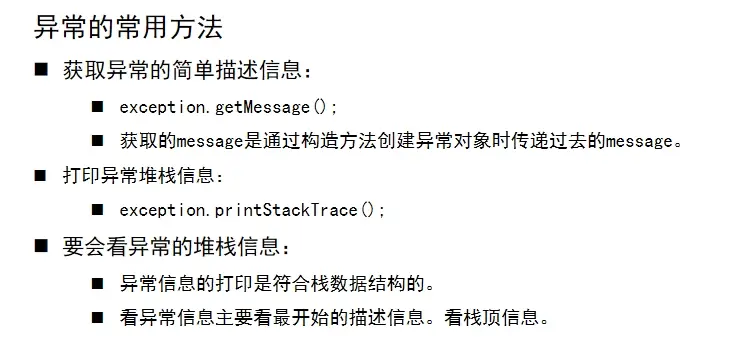 异常的常用方法
■ 获取异常的简单描述信息：
■ exception.getMessage();
■ 获取的message是通过构造方法创建异常对象时传递过去的message。
■ 打印异常堆栈信息：
■ exception.printStackTrace();
■ 要会看异常的堆栈信息：
■ 异常信息的打印是符合栈数据结构的。
■ 看异常信息主要看最开始的描述信息。看栈顶信息。